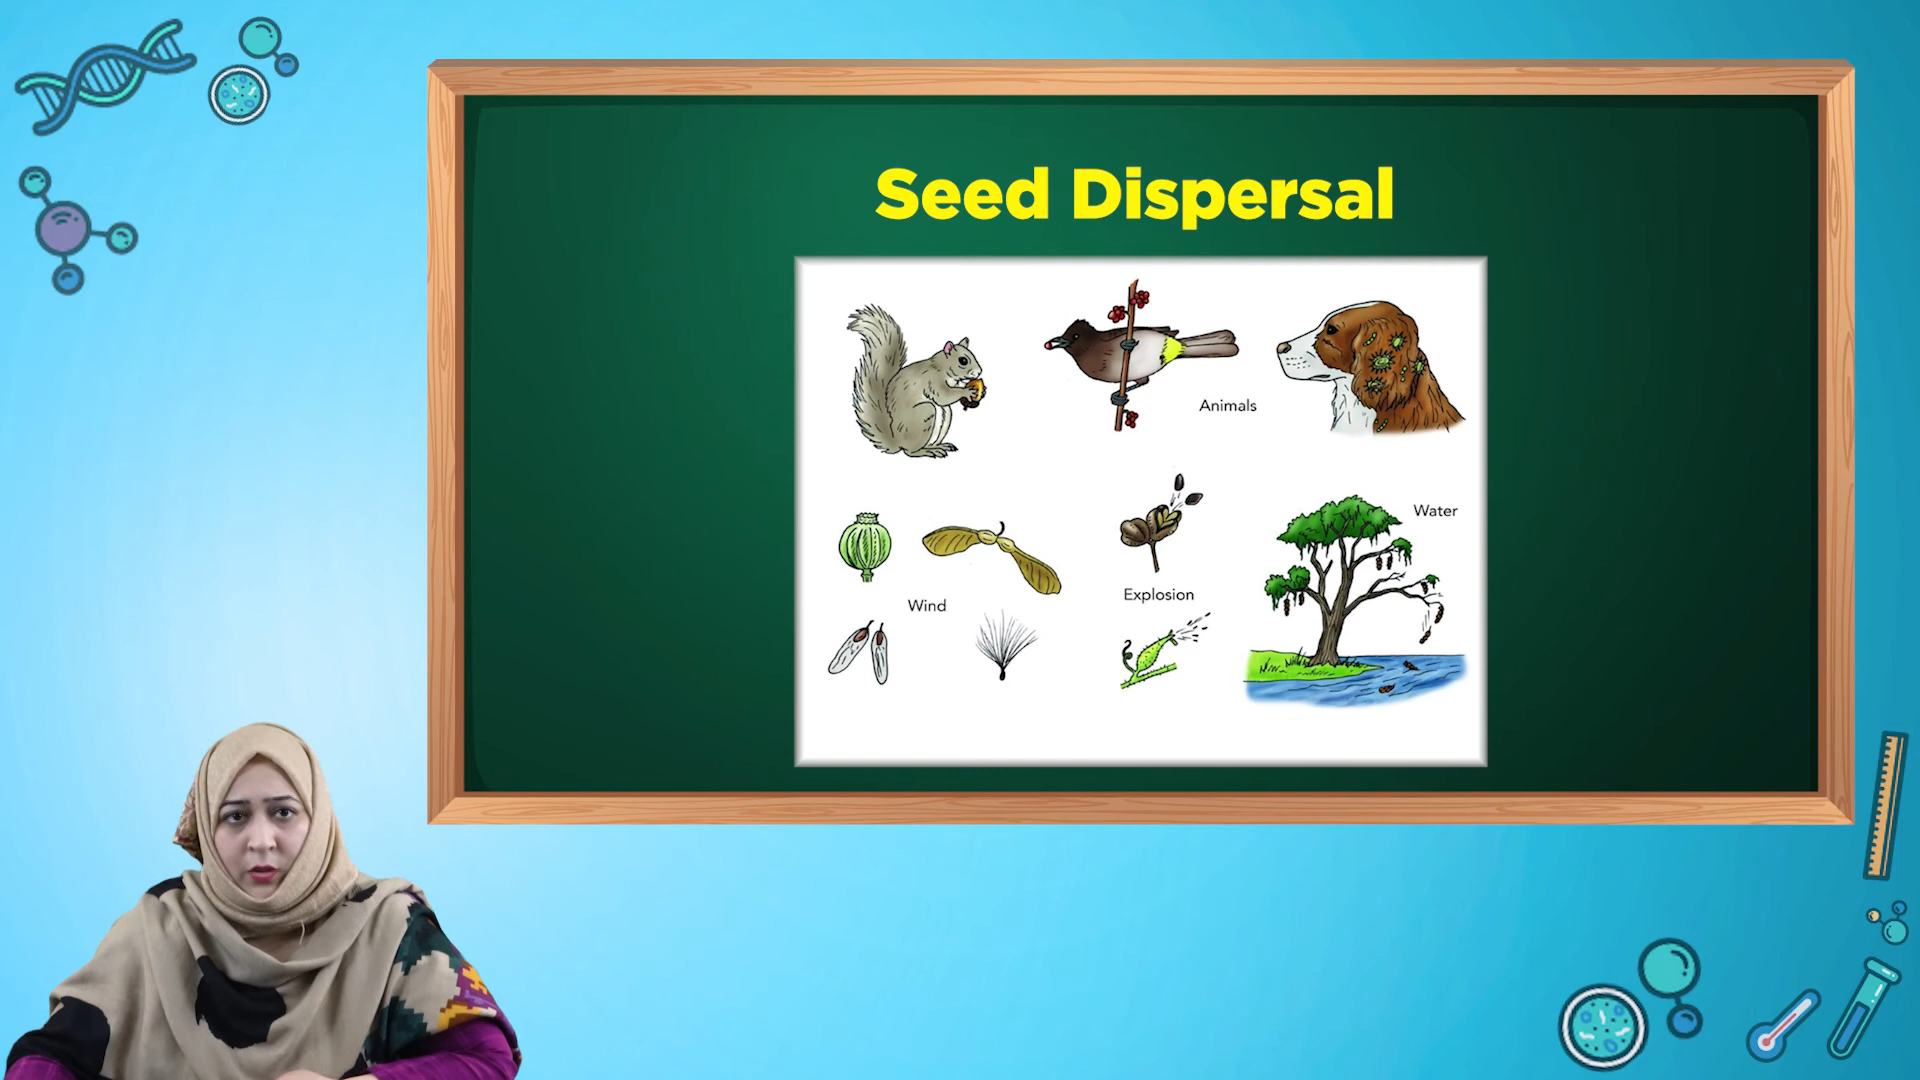 Seed Dispersal
Animals
Water
Explosion
Wind